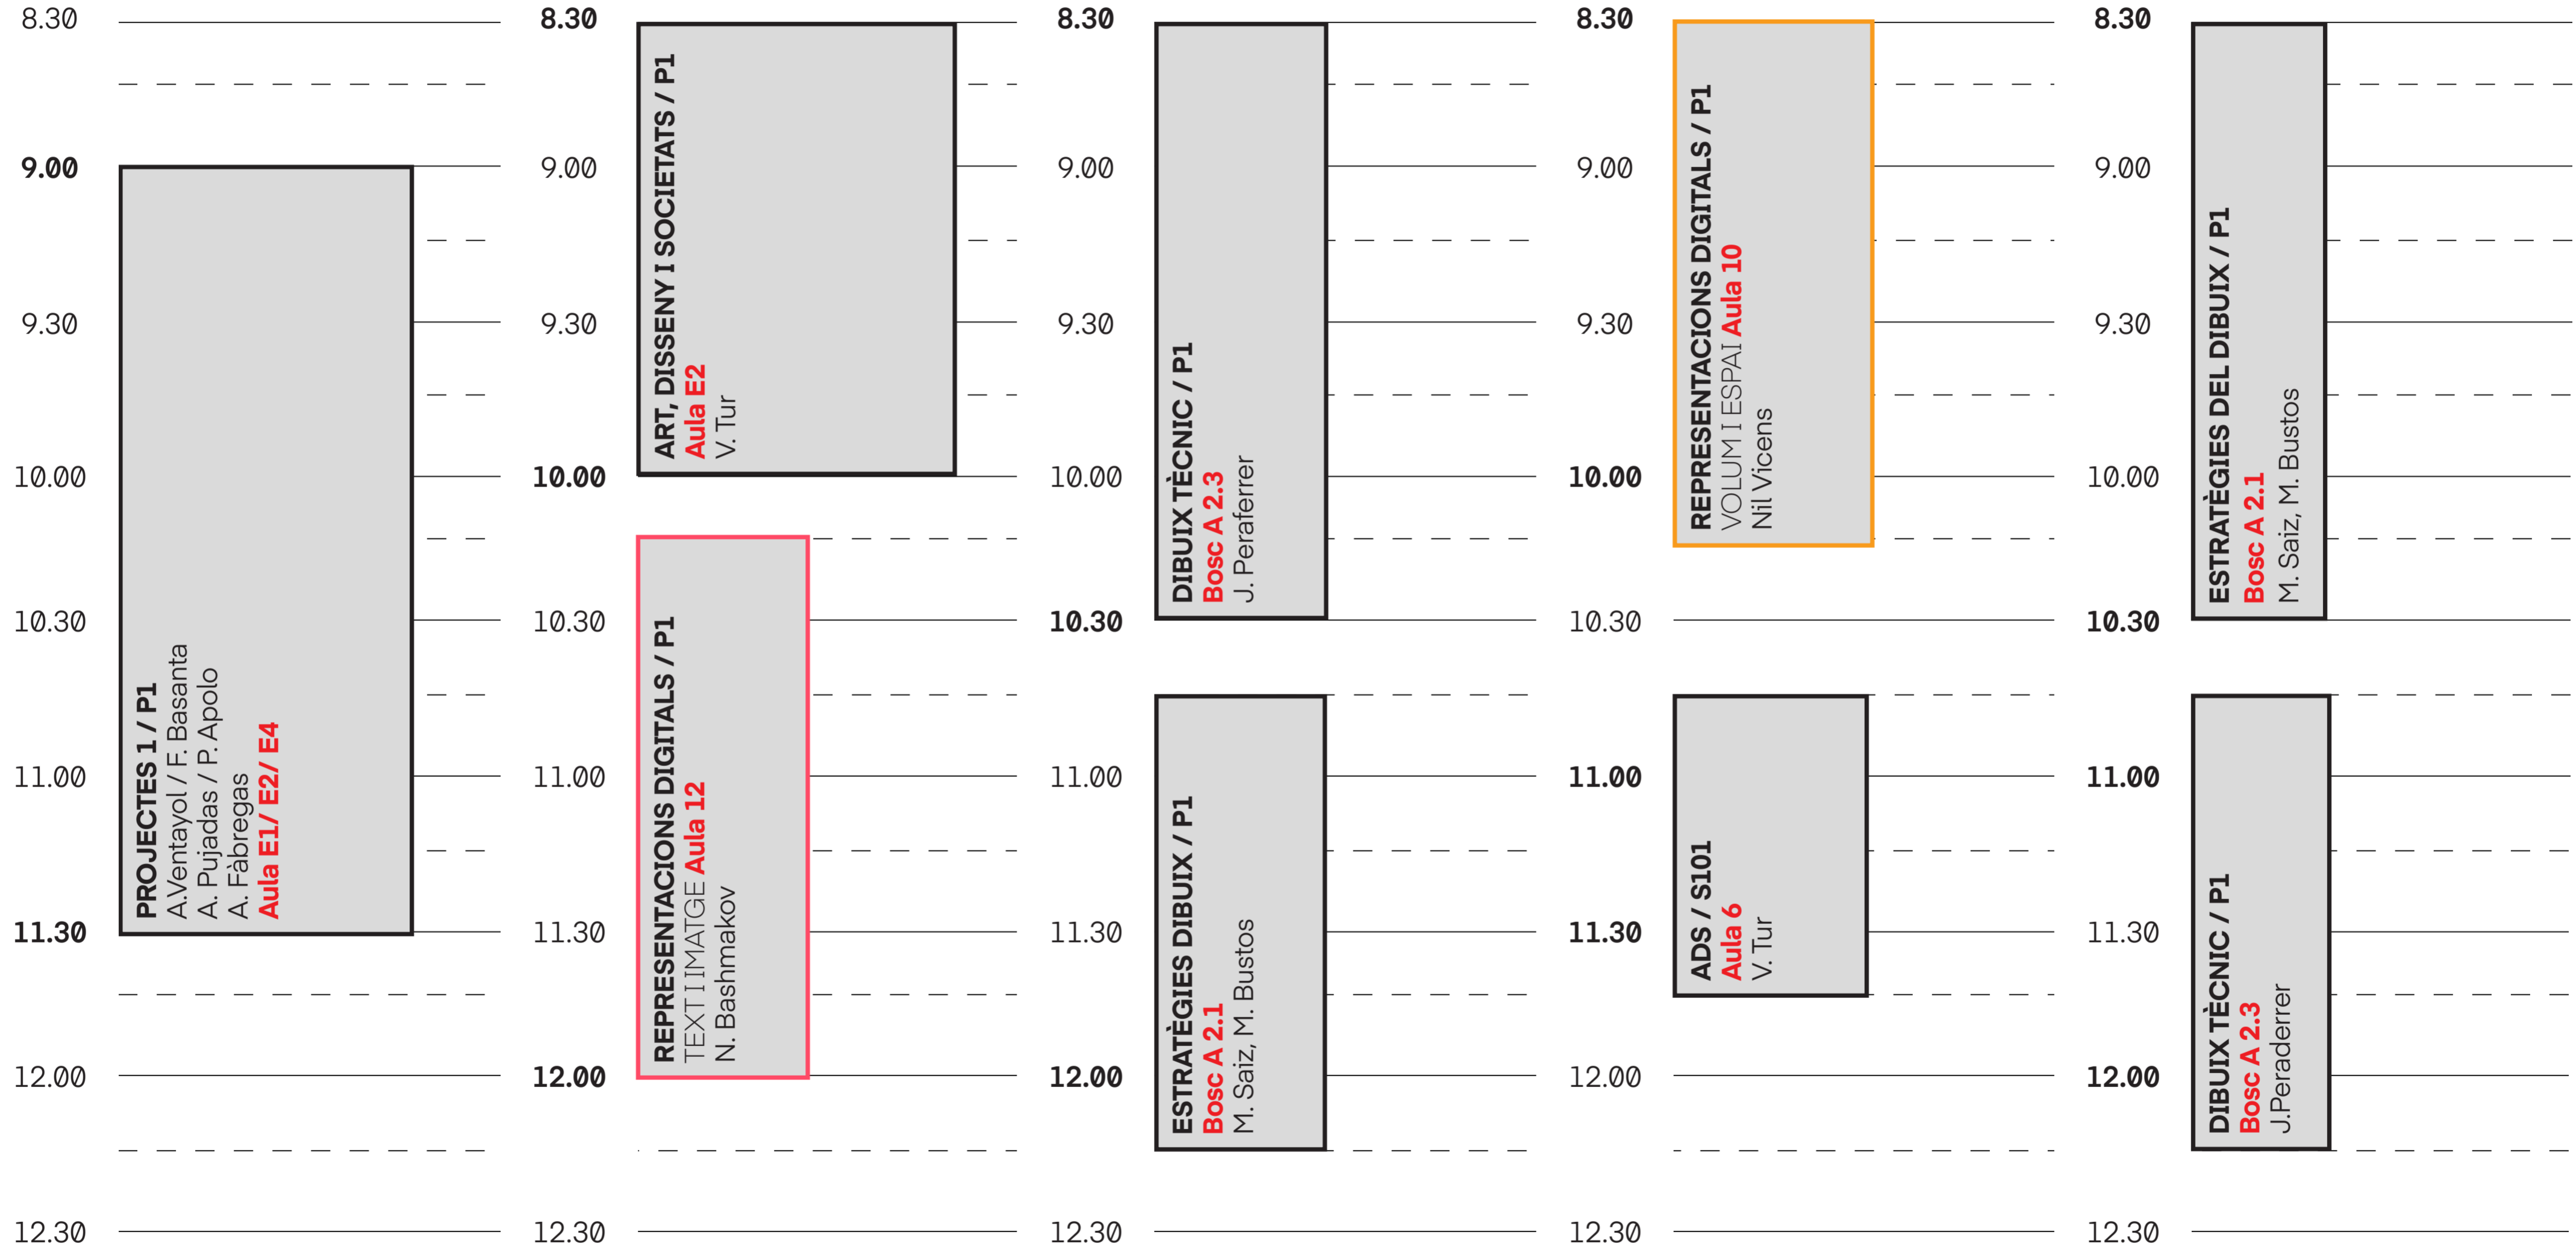 8.30
9.00
9.30
10.00
10.30
11.00
11.30
12.00
12.30
PROJECTES 1 / P1
A.Ventayol / F. Basanta
A. Pujadas / P. Apolo
A. Fàbregas
Aula E1/ E2/ E4
8.30
9.00
9.30
10.00
10.30
11.00
11.30
12.00
12.30
ART, DISSENY I SOCIETATS / P1
Aula E2
V. Tur
REPRESENTACIONS DIGITALS / P1
TEXT I IMATGE Aula 12
N. Bashmakov
8.30
9.00
9.30
10.00
10.30
11.00
11.30
12.00
12.30
DIBUIX TÈCNIC / P1
Bosc A 2.3
J. Peraferrer
ESTRATÈGIES DIBUIX / P1
Bosc A 2.1
M. Saiz, M. Bustos
8.30
9.00
9.30
10.00
10.30
11.00
11.30
12.00
12.30
REPRESENTACIONS DIGITALS / P1
VOLUM I ESPAI Aula 10
Nil Vicens
ADS / S101
Aula 6
V. Tur
8.30
9.00
9.30
10.00
10.30
11.00
11.30
12.00
12.30
ESTRATÈGIES DEL DIBUIX / P1
Bosc A 2.1
M. Saiz, M. Bustos
DIBUIX TÈCNIC / P1
Bosc A 2.3
J.Peraderrer